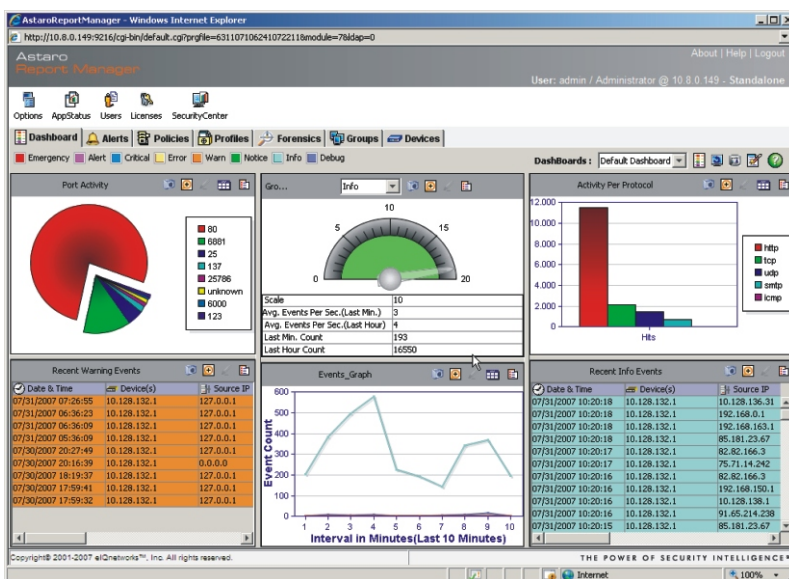 AstaroReportManager - Windows Internet Explorer
http://10.8.0.149:9216/cgi-bin/default.cgi?prgfile=6311071062410722118module=7&ldap=0
Astaro
Report Manager
About | Help | Logout
User: admin / Administrator @ 10.8.0.149 - Standalone
Options AppStatus Users Licenses SecurityCenter
Dashboard Alerts Policies Profiles Forensics Groups Devices
Emergency Alert Critical Error Warn Notice Info Debug
DashBoards : Default Dashboard
Port Activity
80
6881
25
137
25786
unknown
6000
123
Gro... Info
0 5 10 15 20
Scale 10
Avg. Events Per Sec.(Last Min.) 3
Avg. Events Per Sec.(Last Hour) 4
Last Min. Count 193
Last Hour Count 16550
Activity Per Protocol
12.000
10.000
8.000
6.000
4.000
2.000
0
Hits
http
tcp
udp
smtp
icmp
Recent Warning Events
Date & Time Device(s) Source IP
07/31/2007 07:26:55 10.128.132.1 127.0.0.1
07/31/2007 06:36:23 10.128.132.1 127.0.0.1
07/31/2007 06:36:09 10.128.132.1 127.0.0.1
07/31/2007 05:36:09 10.128.132.1 127.0.0.1
07/30/2007 20:27:49 10.128.132.1 127.0.0.1
07/30/2007 20:16:39 10.128.132.1 0.0.0.0
07/30/2007 18:19:37 10.128.132.1 127.0.0.1
07/30/2007 17:59:41 10.128.132.1 127.0.0.1
07/30/2007 17:59:32 10.128.132.1 127.0.0.1
Events_Graph
Event Count
600
500
400
300
200
100
0
1 2 3 4 5 6 7 8 9 10
Interval in Minutes(Last 10 Minutes)
Recent Info Events
Date & Time Device(s) Source IP
07/31/2007 10:20:18 10.128.132.1 10.128.136.31
07/31/2007 10:20:18 10.128.132.1 192.168.0.1
07/31/2007 10:20:18 10.128.132.1 192.168.163.1
07/31/2007 10:20:18 10.128.132.1 85.181.23.67
07/31/2007 10:20:17 10.128.132.1 82.82.166.3
07/31/2007 10:20:17 10.128.132.1 75.71.14.242
07/31/2007 10:20:16 10.128.132.1 82.82.166.3
07/31/2007 10:20:16 10.128.132.1 192.168.150.1
07/31/2007 10:20:16 10.128.132.1 10.128.138.1
07/31/2007 10:20:16 10.128.132.1 91.65.214.238
07/31/2007 10:20:15 10.128.132.1 85.181.23.67
Copyright© 2001-2007 eIQnetworks™, Inc. All rights reserved.
THE POWER OF SECURITY INTELLIGENCE
Internet 100%